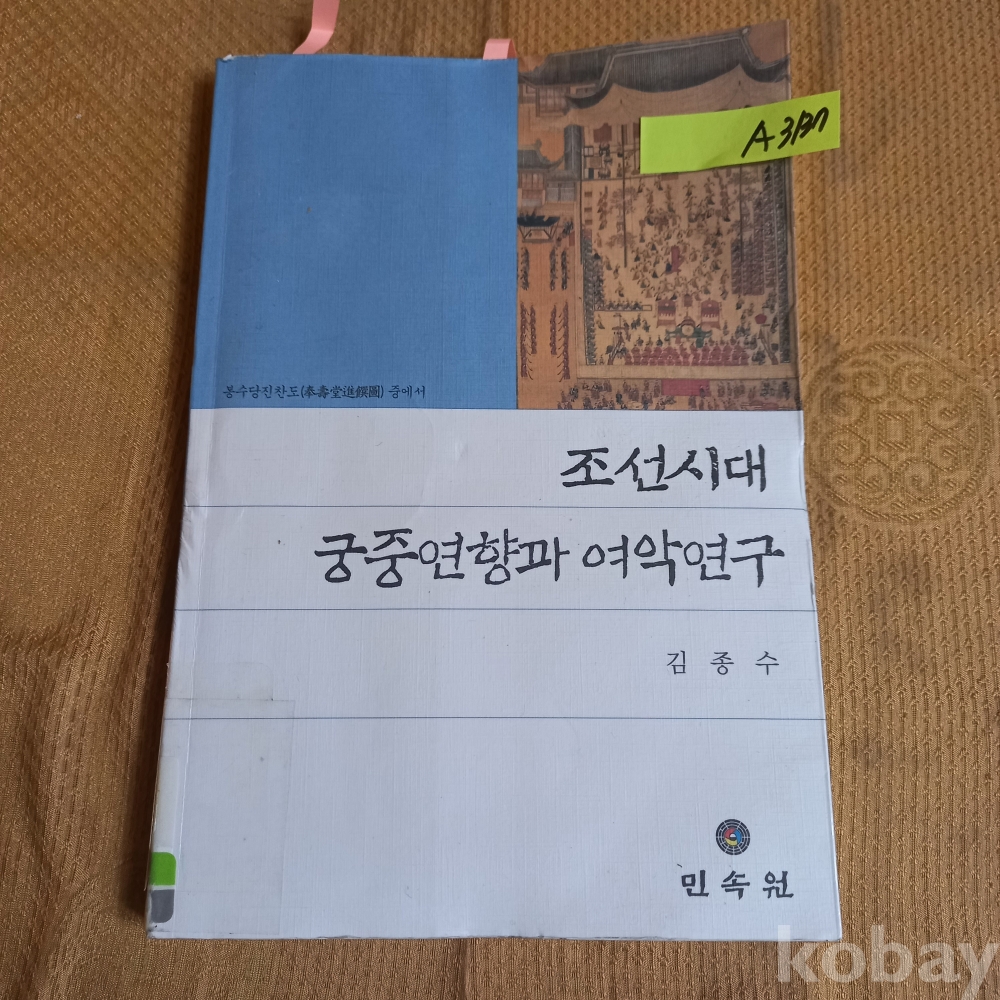 A3137
봉수당진찬도(奉壽堂進饌圖) 중에서
조선시대
궁중연향과 여악연구
김종수
민속원
kobay